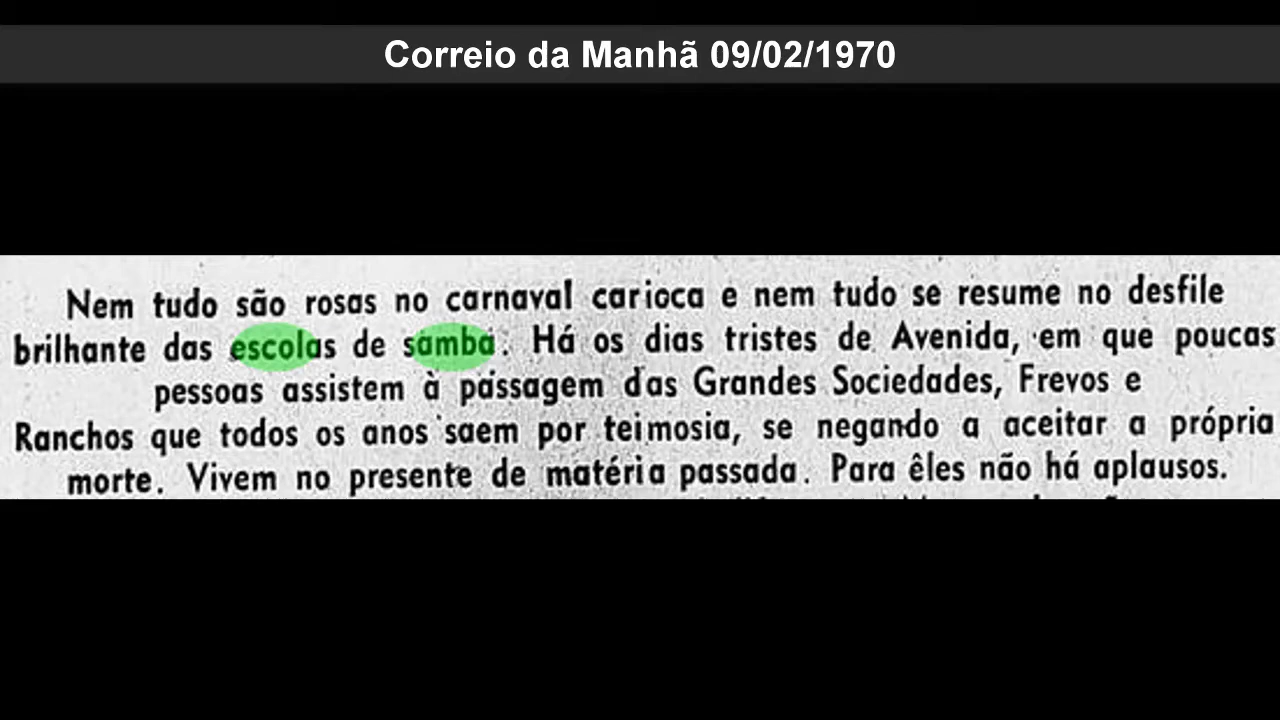 Correio da Manhã 09/02/1970
Nem tudo são rosas no carnaval carioca e nem tudo se resume no desfile
brilhante das escolas de samba. Há os dias tristes de Avenida, em que poucas
pessoas assistem à passagem das Grandes Sociedades, Frevos e
Ranchos que todos os anos saem por teimosia, se negando a aceitar a própria
morte. Vivem no presente de matéria passada. Para êles não há aplausos.